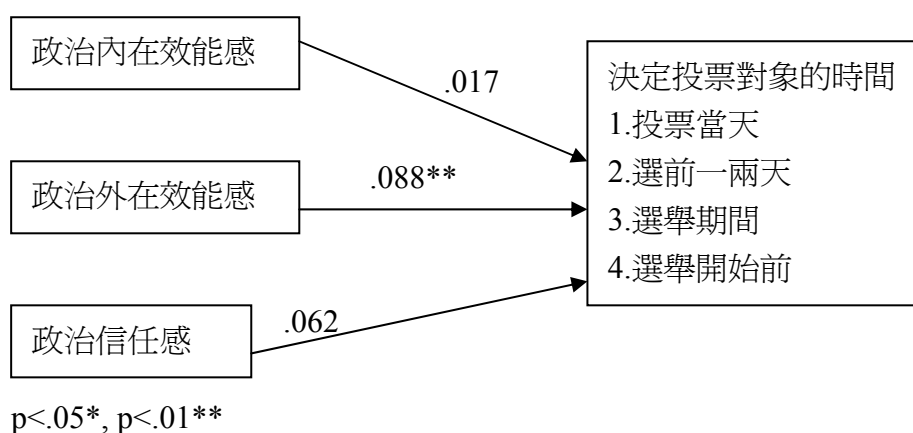 政治內在效能感
.017
政治外在效能感
.088**
政治信任感
.062
決定投票對象的時間
1.投票當天
2.選前一兩天
3.選舉期間
4.選舉開始前
p<.05*, p<.01**